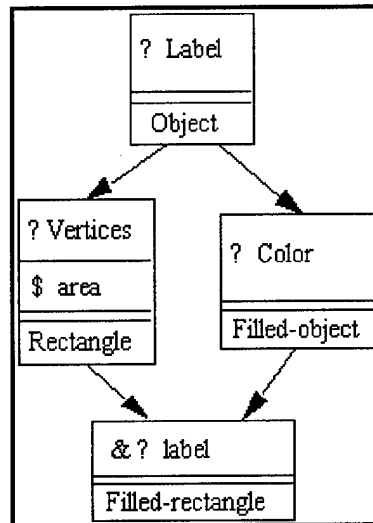 ? Label
Object
? Vertices
$ area
Rectangle
? Color
Filled-object
& ? label
Filled-rectangle